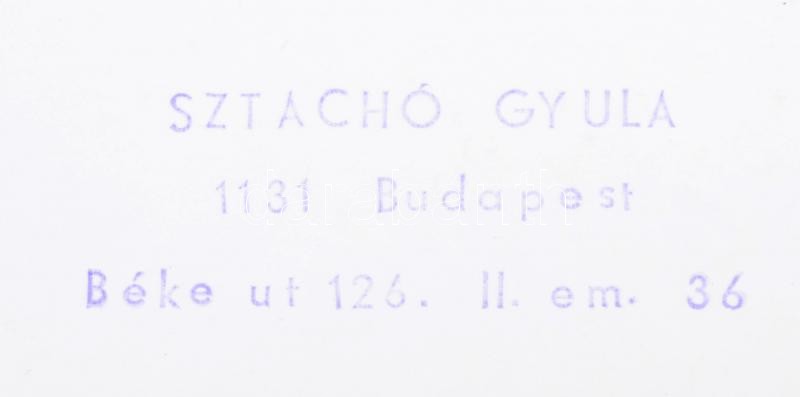 SZTACHÓ GYULA
1131 Budapest
Béke ut 126. II. em. 36